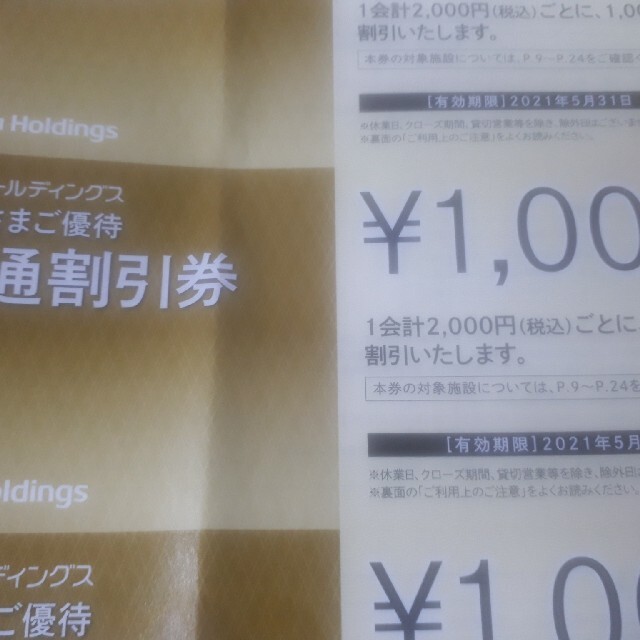 1会計2,000円(税込)ごとに、1,00
割引いたします。
本券の対象施設については、P.9〜P.24をご確認
Holdings
【有効期限】2021年5月31日
※休業日、クローズ期間、貸切営業等を除き、除外日はござ
※裏面の「ご利用上のご注意」をよくお読みください。
ールディングス
さまご優待
通割引券
¥1,00
1会計2,000円(税込)ごとに
割引いたします。
本券の対象施設については、P.9〜P.24を
【有効期限】2021年5月
※休業日、クローズ期間、貸切営業等を除き、除外日
※裏面の「ご利用上のご注意」をよくお読みください。
oldings
ディングス
ご優待
¥1,00